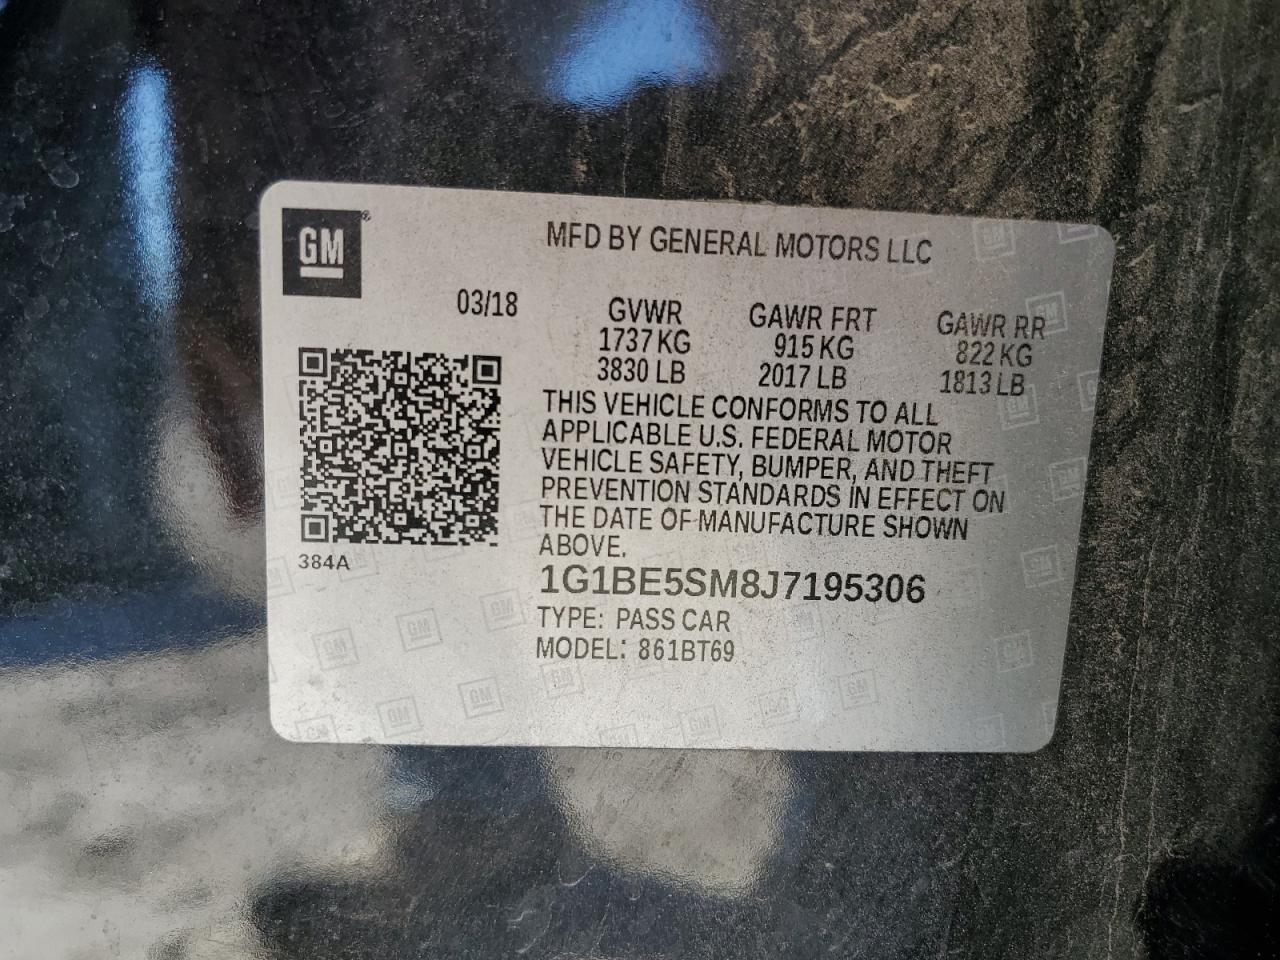 GM®
MFD BY GENERAL MOTORS LLC
03/18
GVWR
1737 KG
3830 LB
GAWR FRT
915 KG
2017 LB
GAWR RR
822 KG
1813 LB
THIS VEHICLE CONFORMS TO ALL
APPLICABLE U.S. FEDERAL MOTOR
VEHICLE SAFETY, BUMPER, AND THEFT
PREVENTION STANDARDS IN EFFECT ON
THE DATE OF MANUFACTURE SHOWN
ABOVE.
384A
1G1BE5SM8J7195306
TYPE: PASS CAR
MODEL: 861BT69